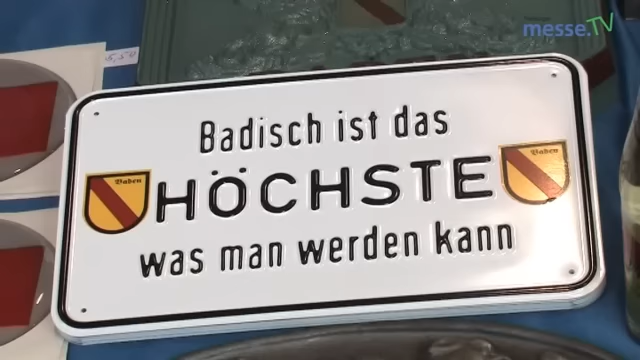 messe.TV
Badisch ist das
Baden
Baden
HÖCHSTE
was man werden kann